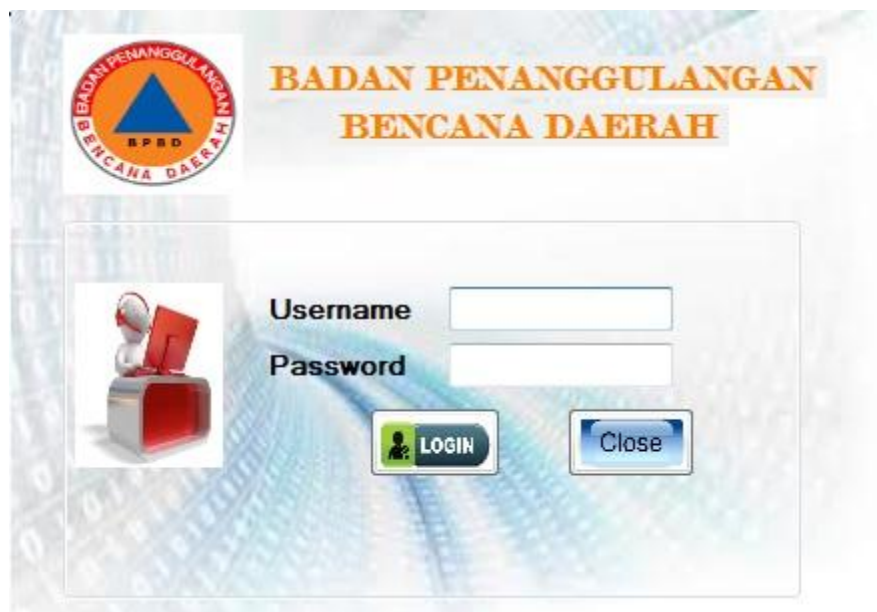 BADAN PENANGGULANGAN
BENCANA DAERAH
BPBD
BADAN PENANGGULANGAN
BENCANA DAERAH
Username
Password
LOGIN
Close